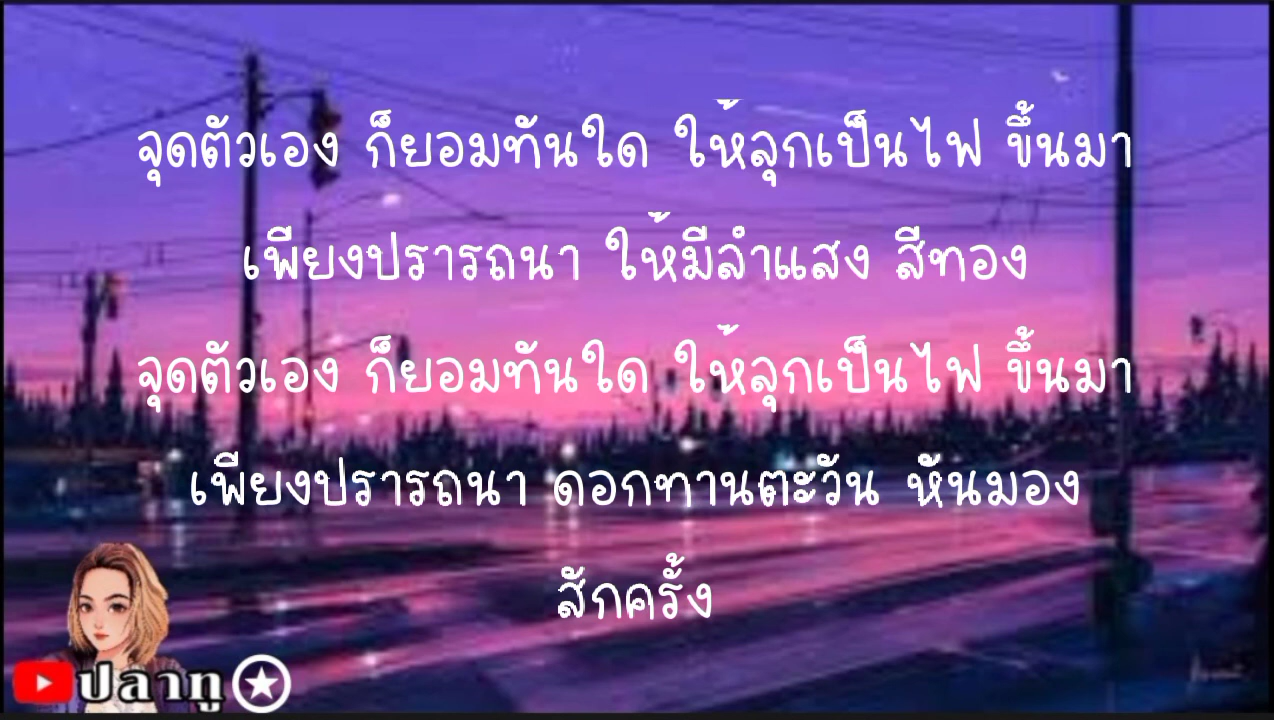 จุดตัวเอง ก็ยอมทันใด ให้ลุกเป็นไฟ ขึ้นมา
เพียงปรารถนา ให้มีลำแสง สีทอง
จุดตัวเอง ก็ยอมทันใด ให้ลุกเป็นไฟ ขึ้นมา
เพียงปรารถนา ดอกทานตะวัน หันมอง
สักครั้ง
ปลาทู